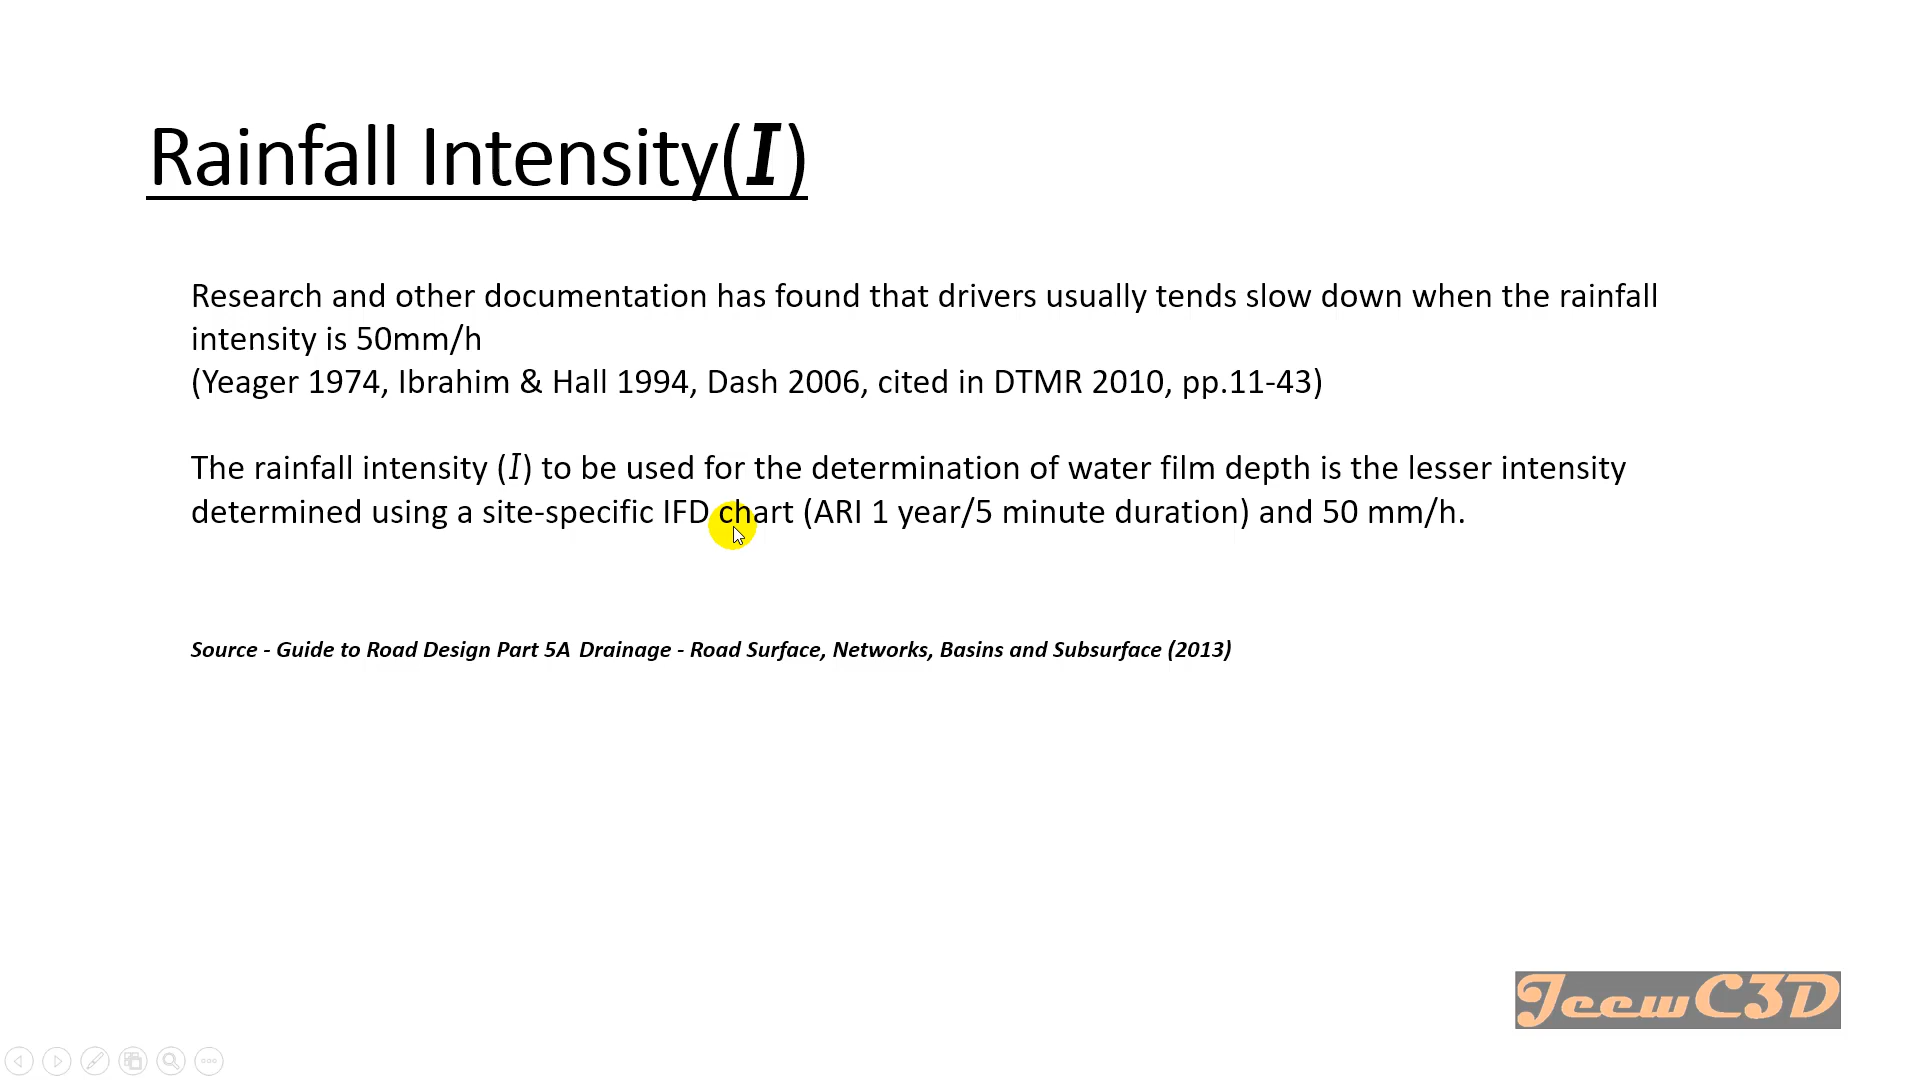 Rainfall Intensity(I)
Research and other documentation has found that drivers usually tends slow down when the rainfall
intensity is 50mm/h
(Yeager 1974, Ibrahim & Hall 1994, Dash 2006, cited in DTMR 2010, pp.11-43)
The rainfall intensity (I) to be used for the determination of water film depth is the lesser intensity
determined using a site-specific IFD chart (ARI 1 year/5 minute duration) and 50 mm/h.
Source - Guide to Road Design Part 5A Drainage - Road Surface, Networks, Basins and Subsurface (2013)
JeewC3D